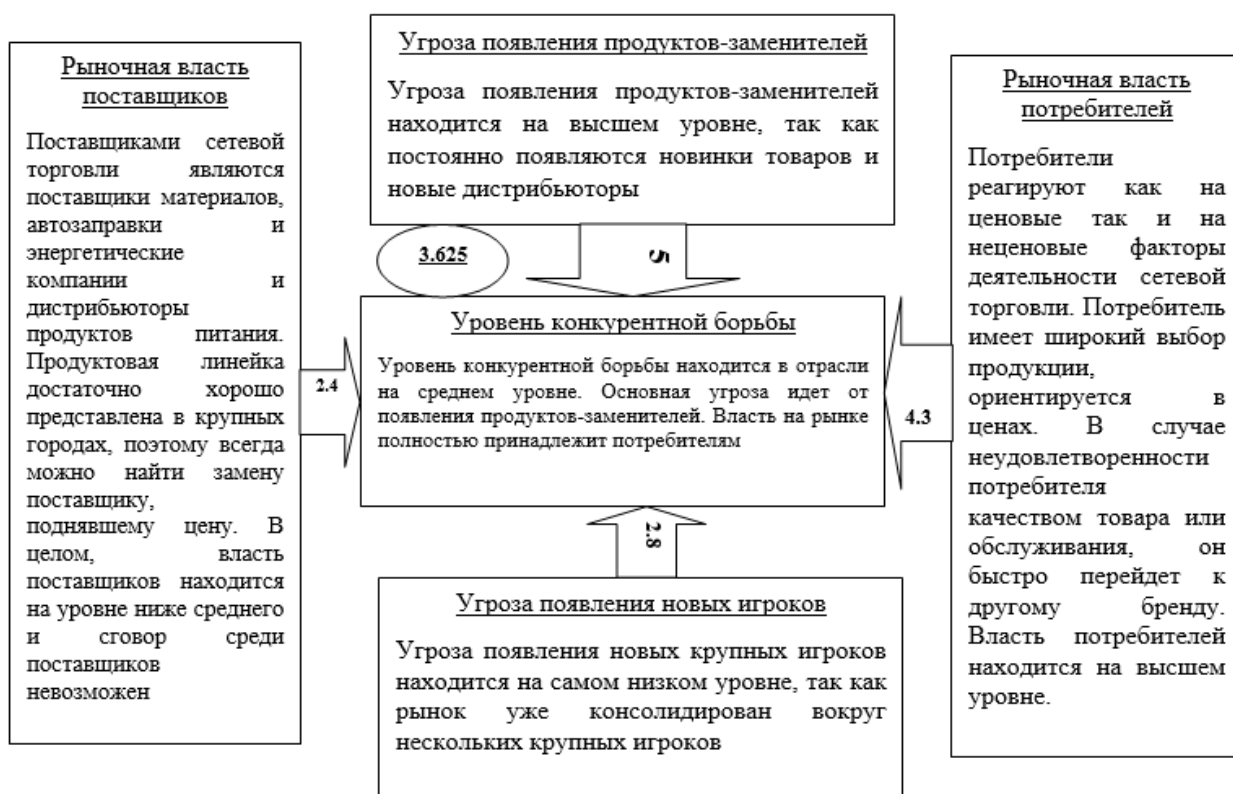 Рыночная власть
поставщиков
Поставщиками сетевой
торговли являются
поставщики материалов,
автозаправки и
энергетические
компании и
дистрибьюторы
продуктов питания.
Продуктовая линейка
достаточно хорошо
представлена в крупных
городах, поэтому всегда
можно найти замену
поставщику,
поднявшему цену. В
целом, власть
поставщиков находится
на уровне ниже среднего
и сговор среди
поставщиков
невозможен
2.4
Угроза появления продуктов-заменителей
Угроза появления продуктов-заменителей
находится на высшем уровне, так как
постоянно появляются новинки товаров и
новые дистрибьюторы
3.625
5
Уровень конкурентной борьбы
Уровень конкурентной борьбы находится в отрасли
на среднем уровне. Основная угроза идет от
появления продуктов-заменителей. Власть на рынке
полностью принадлежит потребителям
2.8
Угроза появления новых игроков
Угроза появления новых крупных игроков
находится на самом низком уровне, так как
рынок уже консолидирован вокруг
нескольких крупных игроков
4.3
Рыночная власть
потребителей
Потребители
реагируют как на
ценовые так и на
неценовые факторы
деятельности сетевой
торговли. Потребитель
имеет широкий выбор
продукции,
ориентируется в
ценах. В случае
неудовлетворенности
потребителя
качеством товара или
обслуживания, он
быстро перейдет к
другому бренду.
Власть потребителей
находится на высшем
уровне.